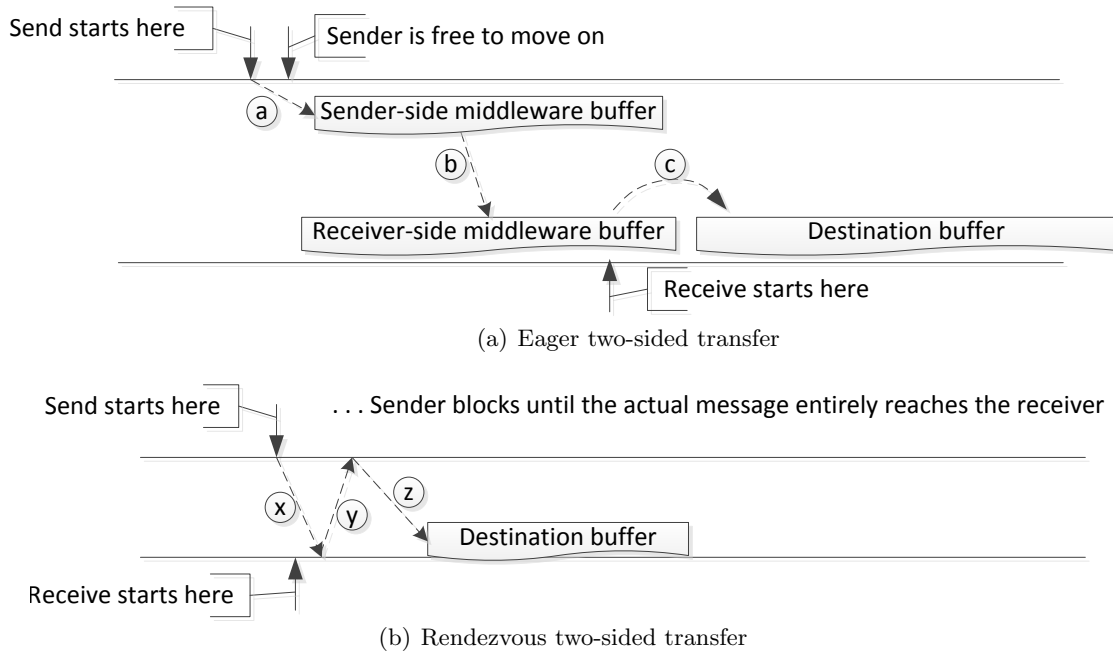 Send starts here
Sender is free to move on
a
Sender-side middleware buffer
b
c
Receiver-side middleware buffer
Destination buffer
Receive starts here
(a) Eager two-sided transfer
Send starts here
. . . Sender blocks until the actual message entirely reaches the receiver
x
y
z
Destination buffer
Receive starts here
(b) Rendezvous two-sided transfer